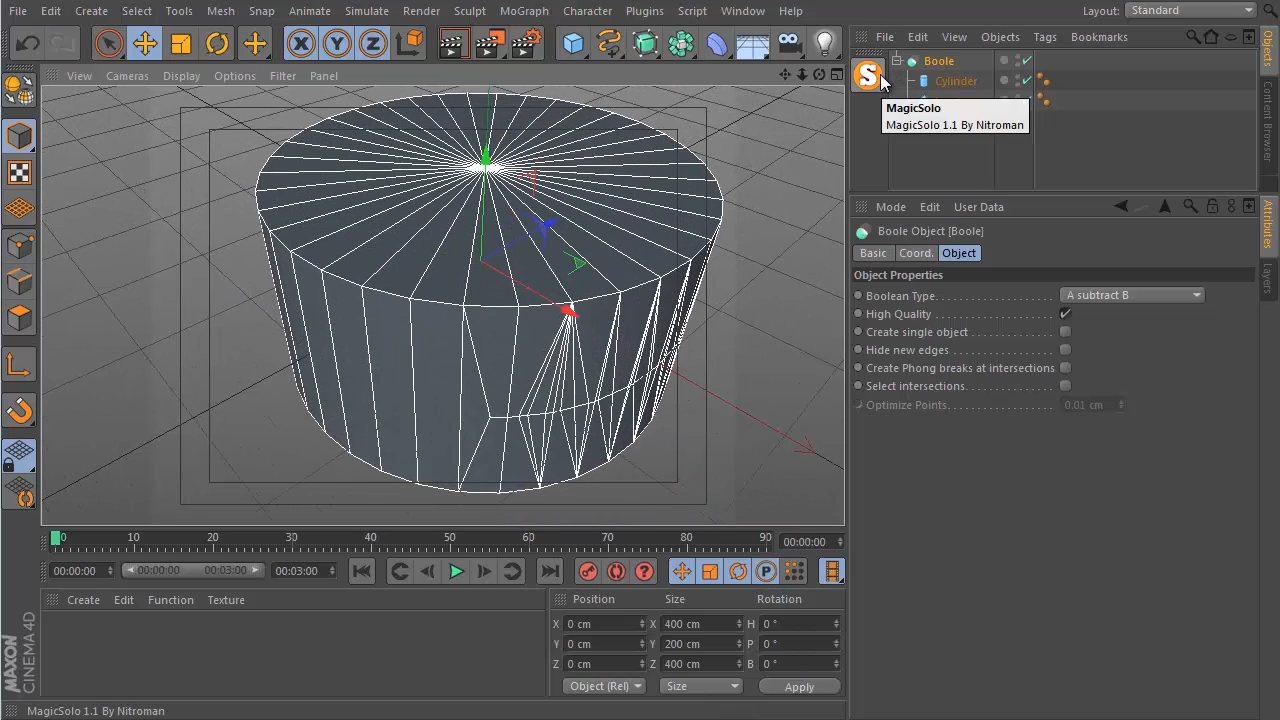 File Edit Create Select Tools Mesh Snap Animate Simulate Render Sculpt MoGraph Character Plugins Script Window Help
Layout: Standard
X Y Z
View Cameras Display Options Filter Panel
File Edit View Objects Tags Bookmarks
S
Boole
Cylinder
MagicSolo
MagicSolo 1.1 By Nitroman
Objects
Content Browser
Mode Edit User Data
Boole Object [Boole]
Basic Coord. Object
Object Properties
Boolean Type A subtract B
High Quality
Create single object
Hide new edges
Create Phong breaks at intersections
Select intersections
Optimize Points 0.01 cm
Attributes
Layers
0 10 20 30 40 50 60 70 80 90 00:00:00
00:00:00 00:00:00 00:03:00 00:03:00
P
Create Edit Function Texture
Position Size Rotation
X 0 cm X 400 cm H 0 °
Y 0 cm Y 200 cm P 0 °
Z 0 cm Z 400 cm B 0 °
Object (Rel) Size Apply
MAXON
CINEMA 4D
MagicSolo 1.1 By Nitroman